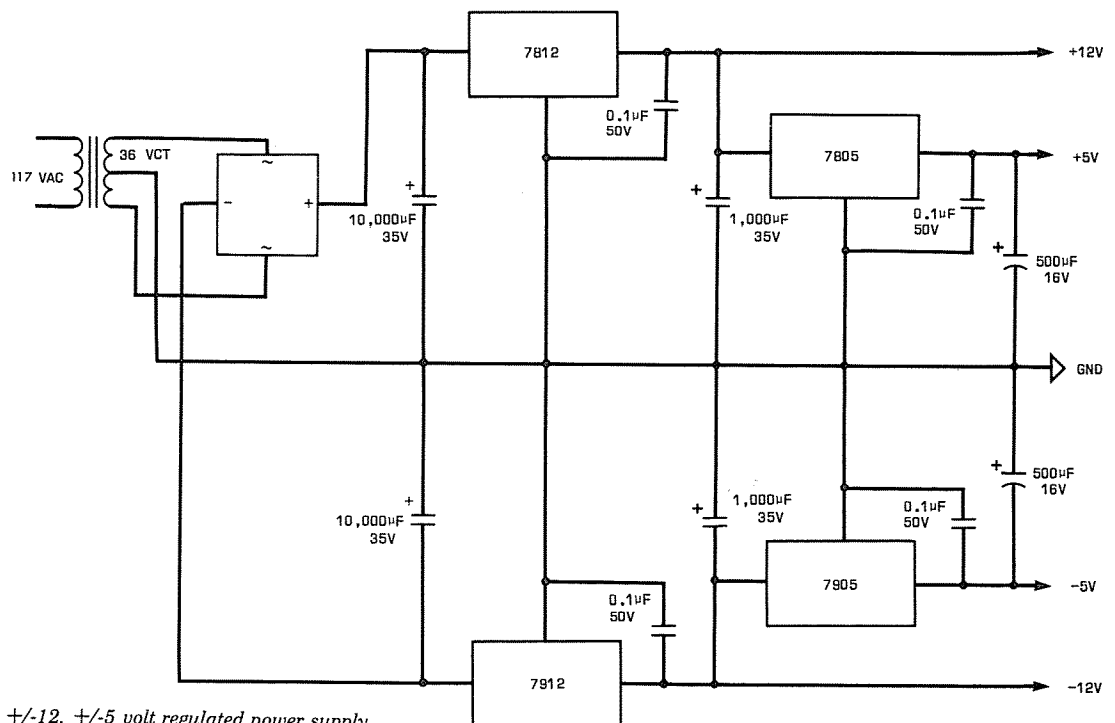 7812
+12V
0.1µF
50V
36 VCT
117 VAC
~
-
+
~
+
10,000µF
35V
7805
+5V
+
1,000µF
35V
0.1µF
50V
+
500µF
16V
GND
+
10,000µF
35V
+
1,000µF
35V
+
500µF
16V
0.1µF
50V
0.1µF
50V
7905
-5V
7912
-12V
+/-12, +/-5 volt regulated power supply